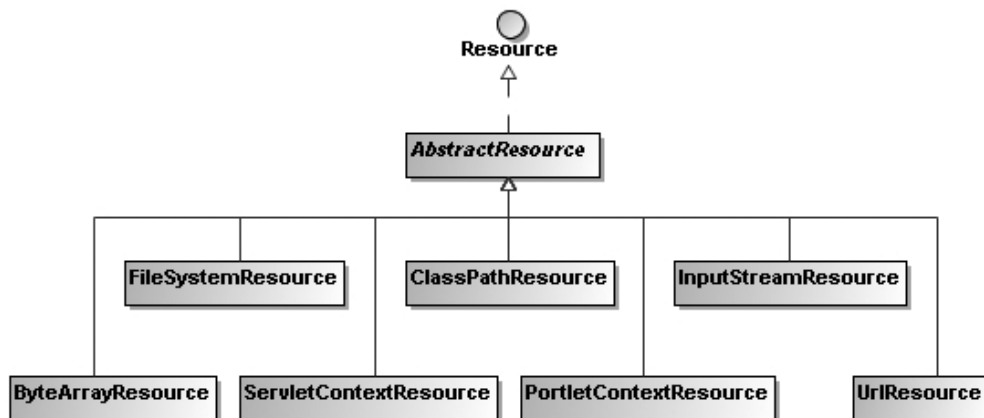 Resource
AbstractResource
FileSystemResource
ClassPathResource
InputStreamResource
ByteArrayResource
ServletContextResource
PortletContextResource
UrlResource